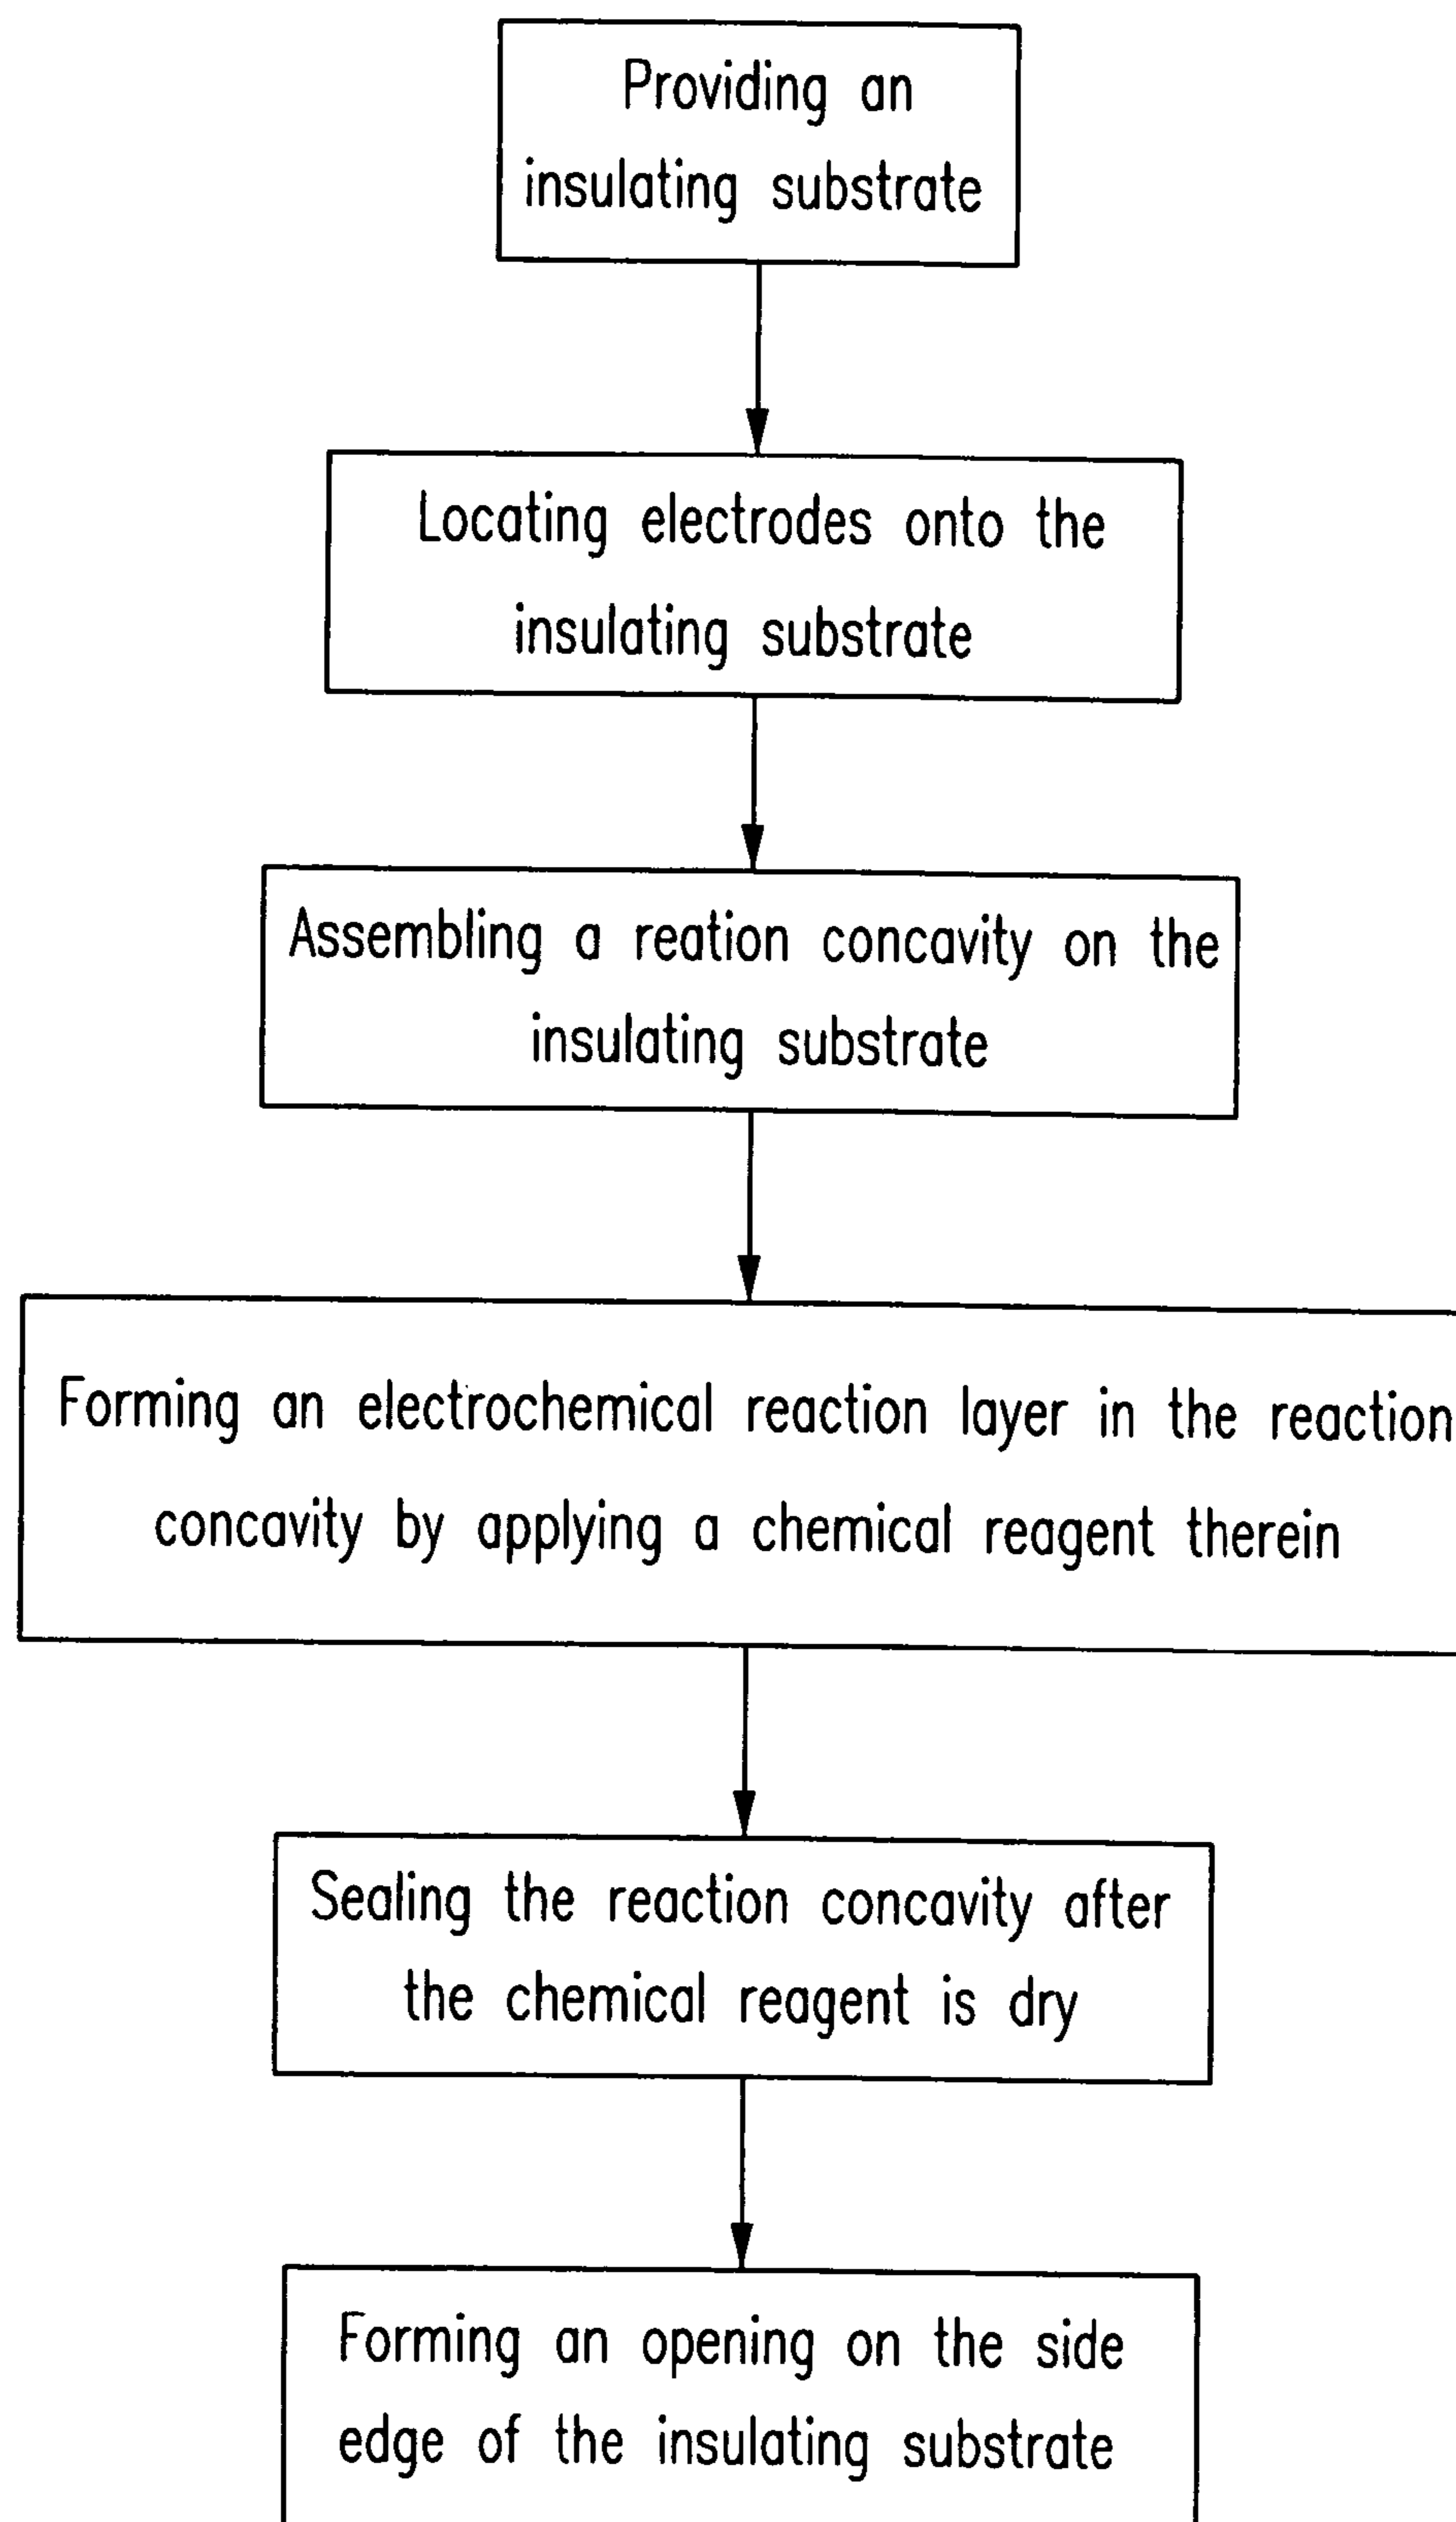 Providing an
insulating substrate
Locating electrodes onto the
insulating substrate
Assembling a reation concavity on the
insulating substrate
Forming an electrochemical reaction layer in the reaction
concavity by applying a chemical reagent therein
Sealing the reaction concavity after
the chemical reagent is dry
Forming an opening on the side
edge of the insulating substrate